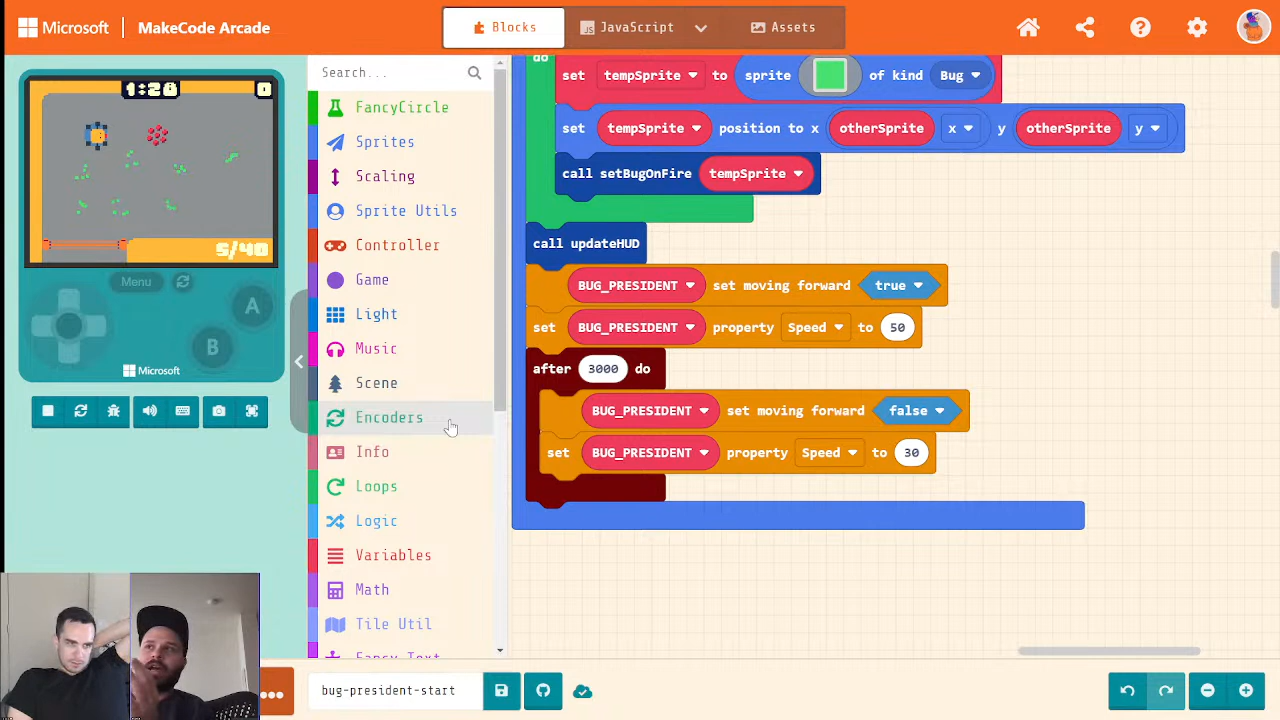 Microsoft
MakeCode Arcade
Blocks
JavaScript
Assets
1:28
0
5/40
Menu
A
B
Microsoft
Search...
FancyCircle
Sprites
Scaling
Sprite Utils
Controller
Game
Light
Music
Scene
Encoders
Info
Loops
Logic
Variables
Math
Tile Util
Fancy Text
do
set tempSprite to sprite of kind Bug
set tempSprite position to x otherSprite x y otherSprite y
call setBugOnFire tempSprite
call updateHUD
BUG_PRESIDENT set moving forward true
set BUG_PRESIDENT property Speed to 50
after 3000 do
BUG_PRESIDENT set moving forward false
set BUG_PRESIDENT property Speed to 30
bug-president-start